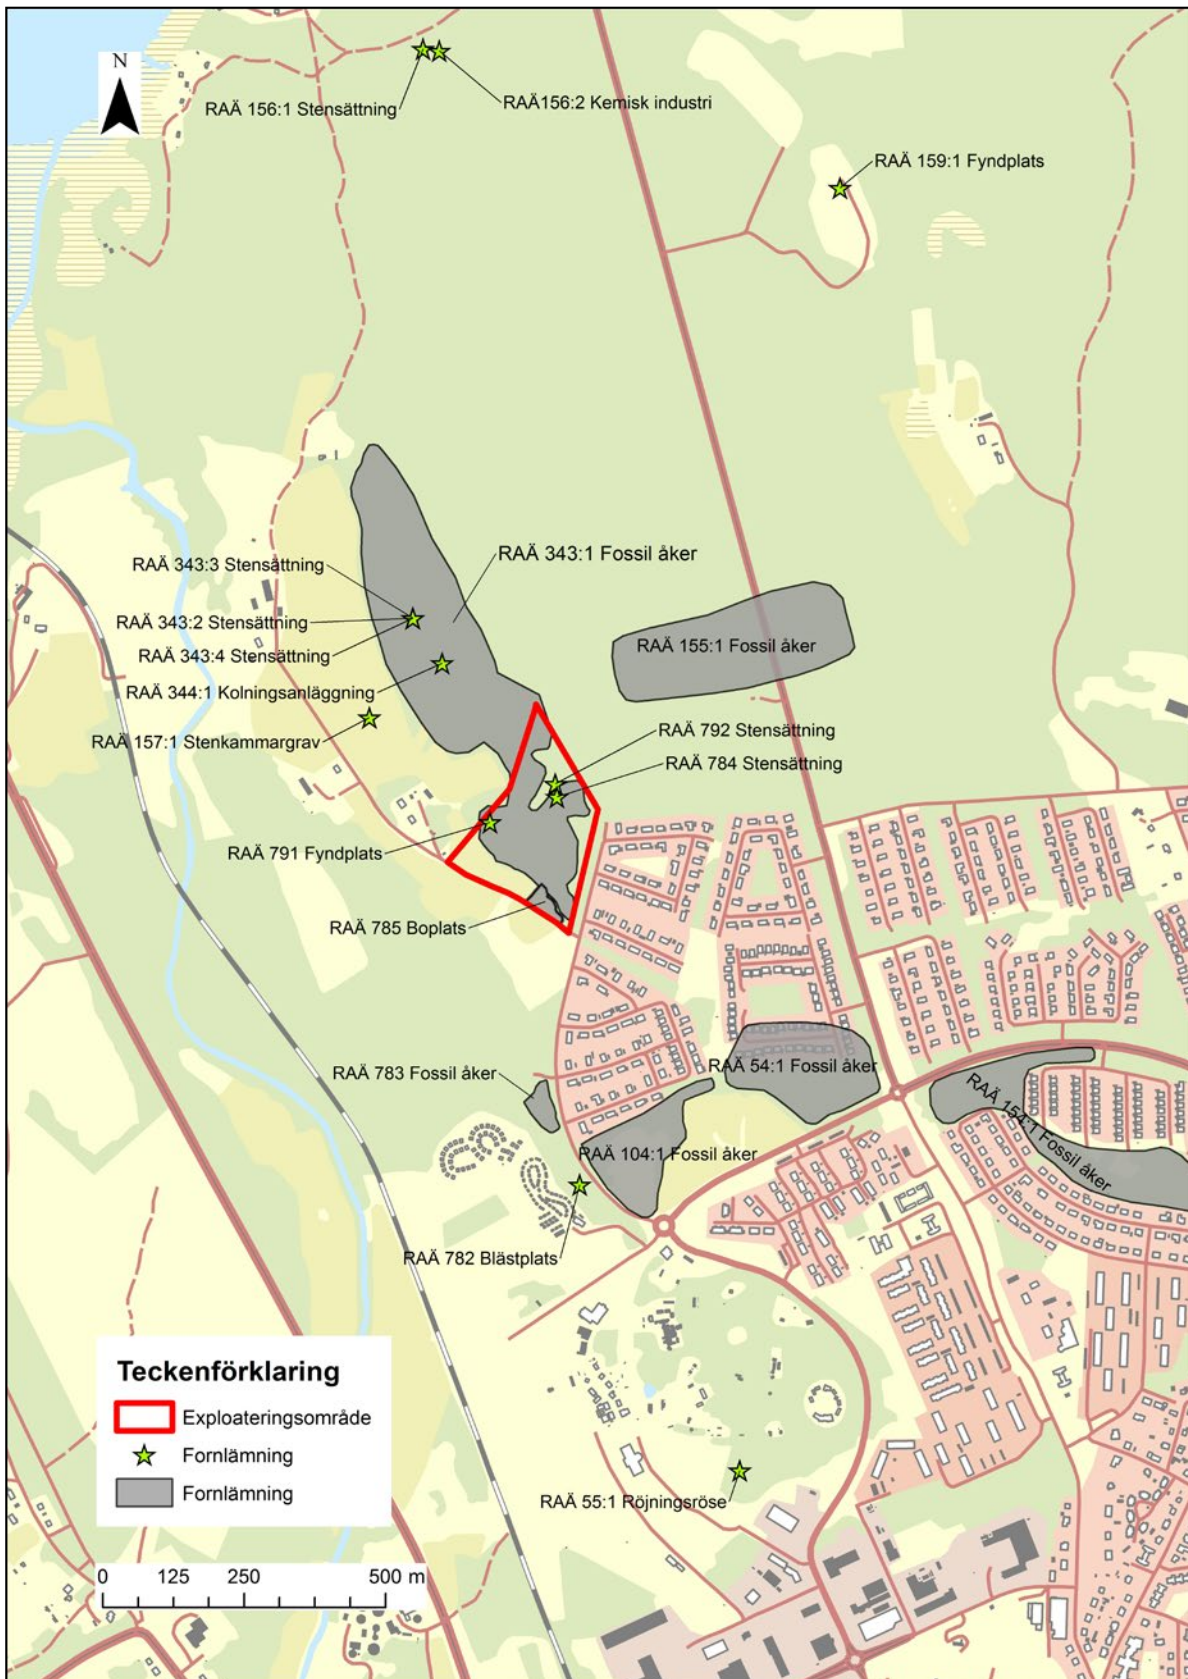 N
RAÄ 156:1 Stensättning
RAÄ156:2 Kemisk industri
RAÄ 159:1 Fyndplats
RAÄ 343:1 Fossil åker
RAÄ 343:3 Stensättning
RAÄ 343:2 Stensättning
RAÄ 343:4 Stensättning
RAÄ 155:1 Fossil åker
RAÄ 344:1 Kolningsanläggning
RAÄ 157:1 Stenkammargrav
RAÄ 792 Stensättning
RAÄ 784 Stensättning
RAÄ 791 Fyndplats
RAÄ 785 Boplats
RAÄ 783 Fossil åker
RAÄ 54:1 Fossil åker
RAÄ 154:1 Fossil åker
RAÄ 104:1 Fossil åker
RAÄ 782 Blästplats
RAÄ 55:1 Röjningsröse
Teckenförklaring
Exploateringsområde
Fornlämning
Fornlämning
0 125 250 500 m